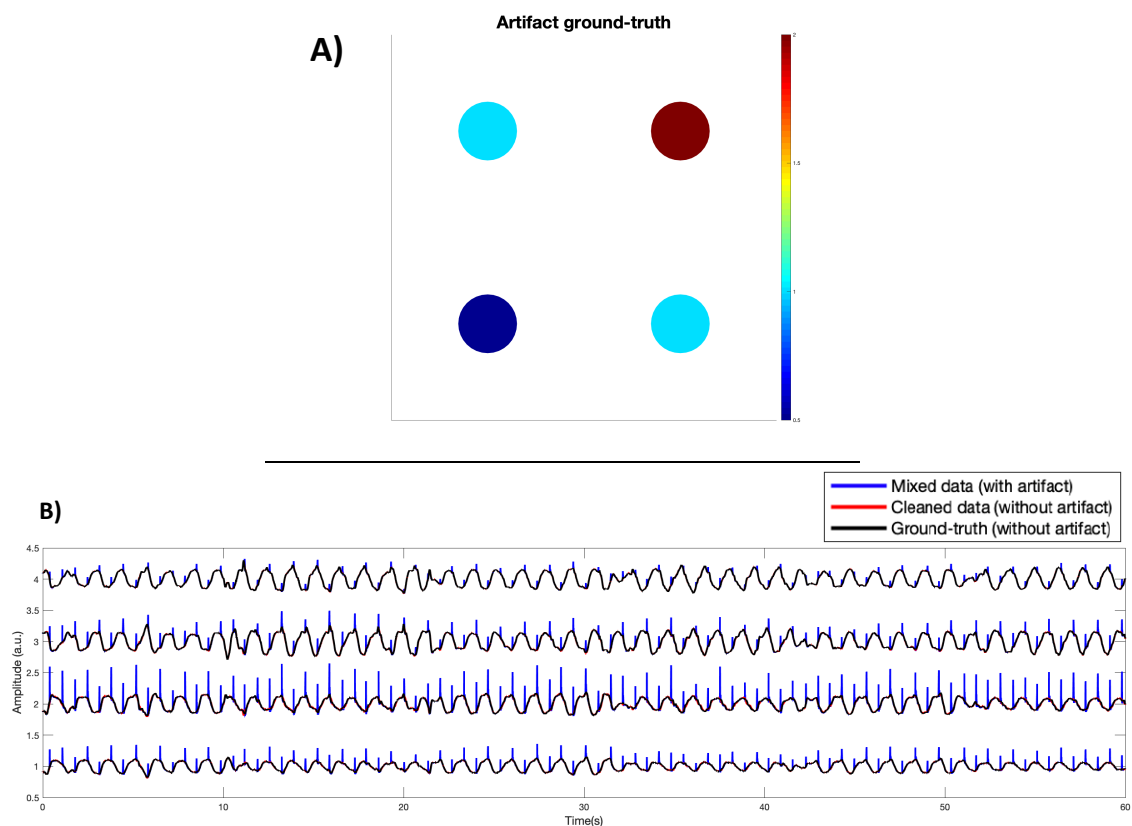 Artifact ground-truth
A)
2
1.5
1
0.5
Mixed data (with artifact)
Cleaned data (without artifact)
Ground-truth (without artifact)
B)
4.5
4
3.5
3
2.5
2
1.5
1
0.5
Amplitude (a.u.)
0 10 20 30 40 50 60
Time(s)